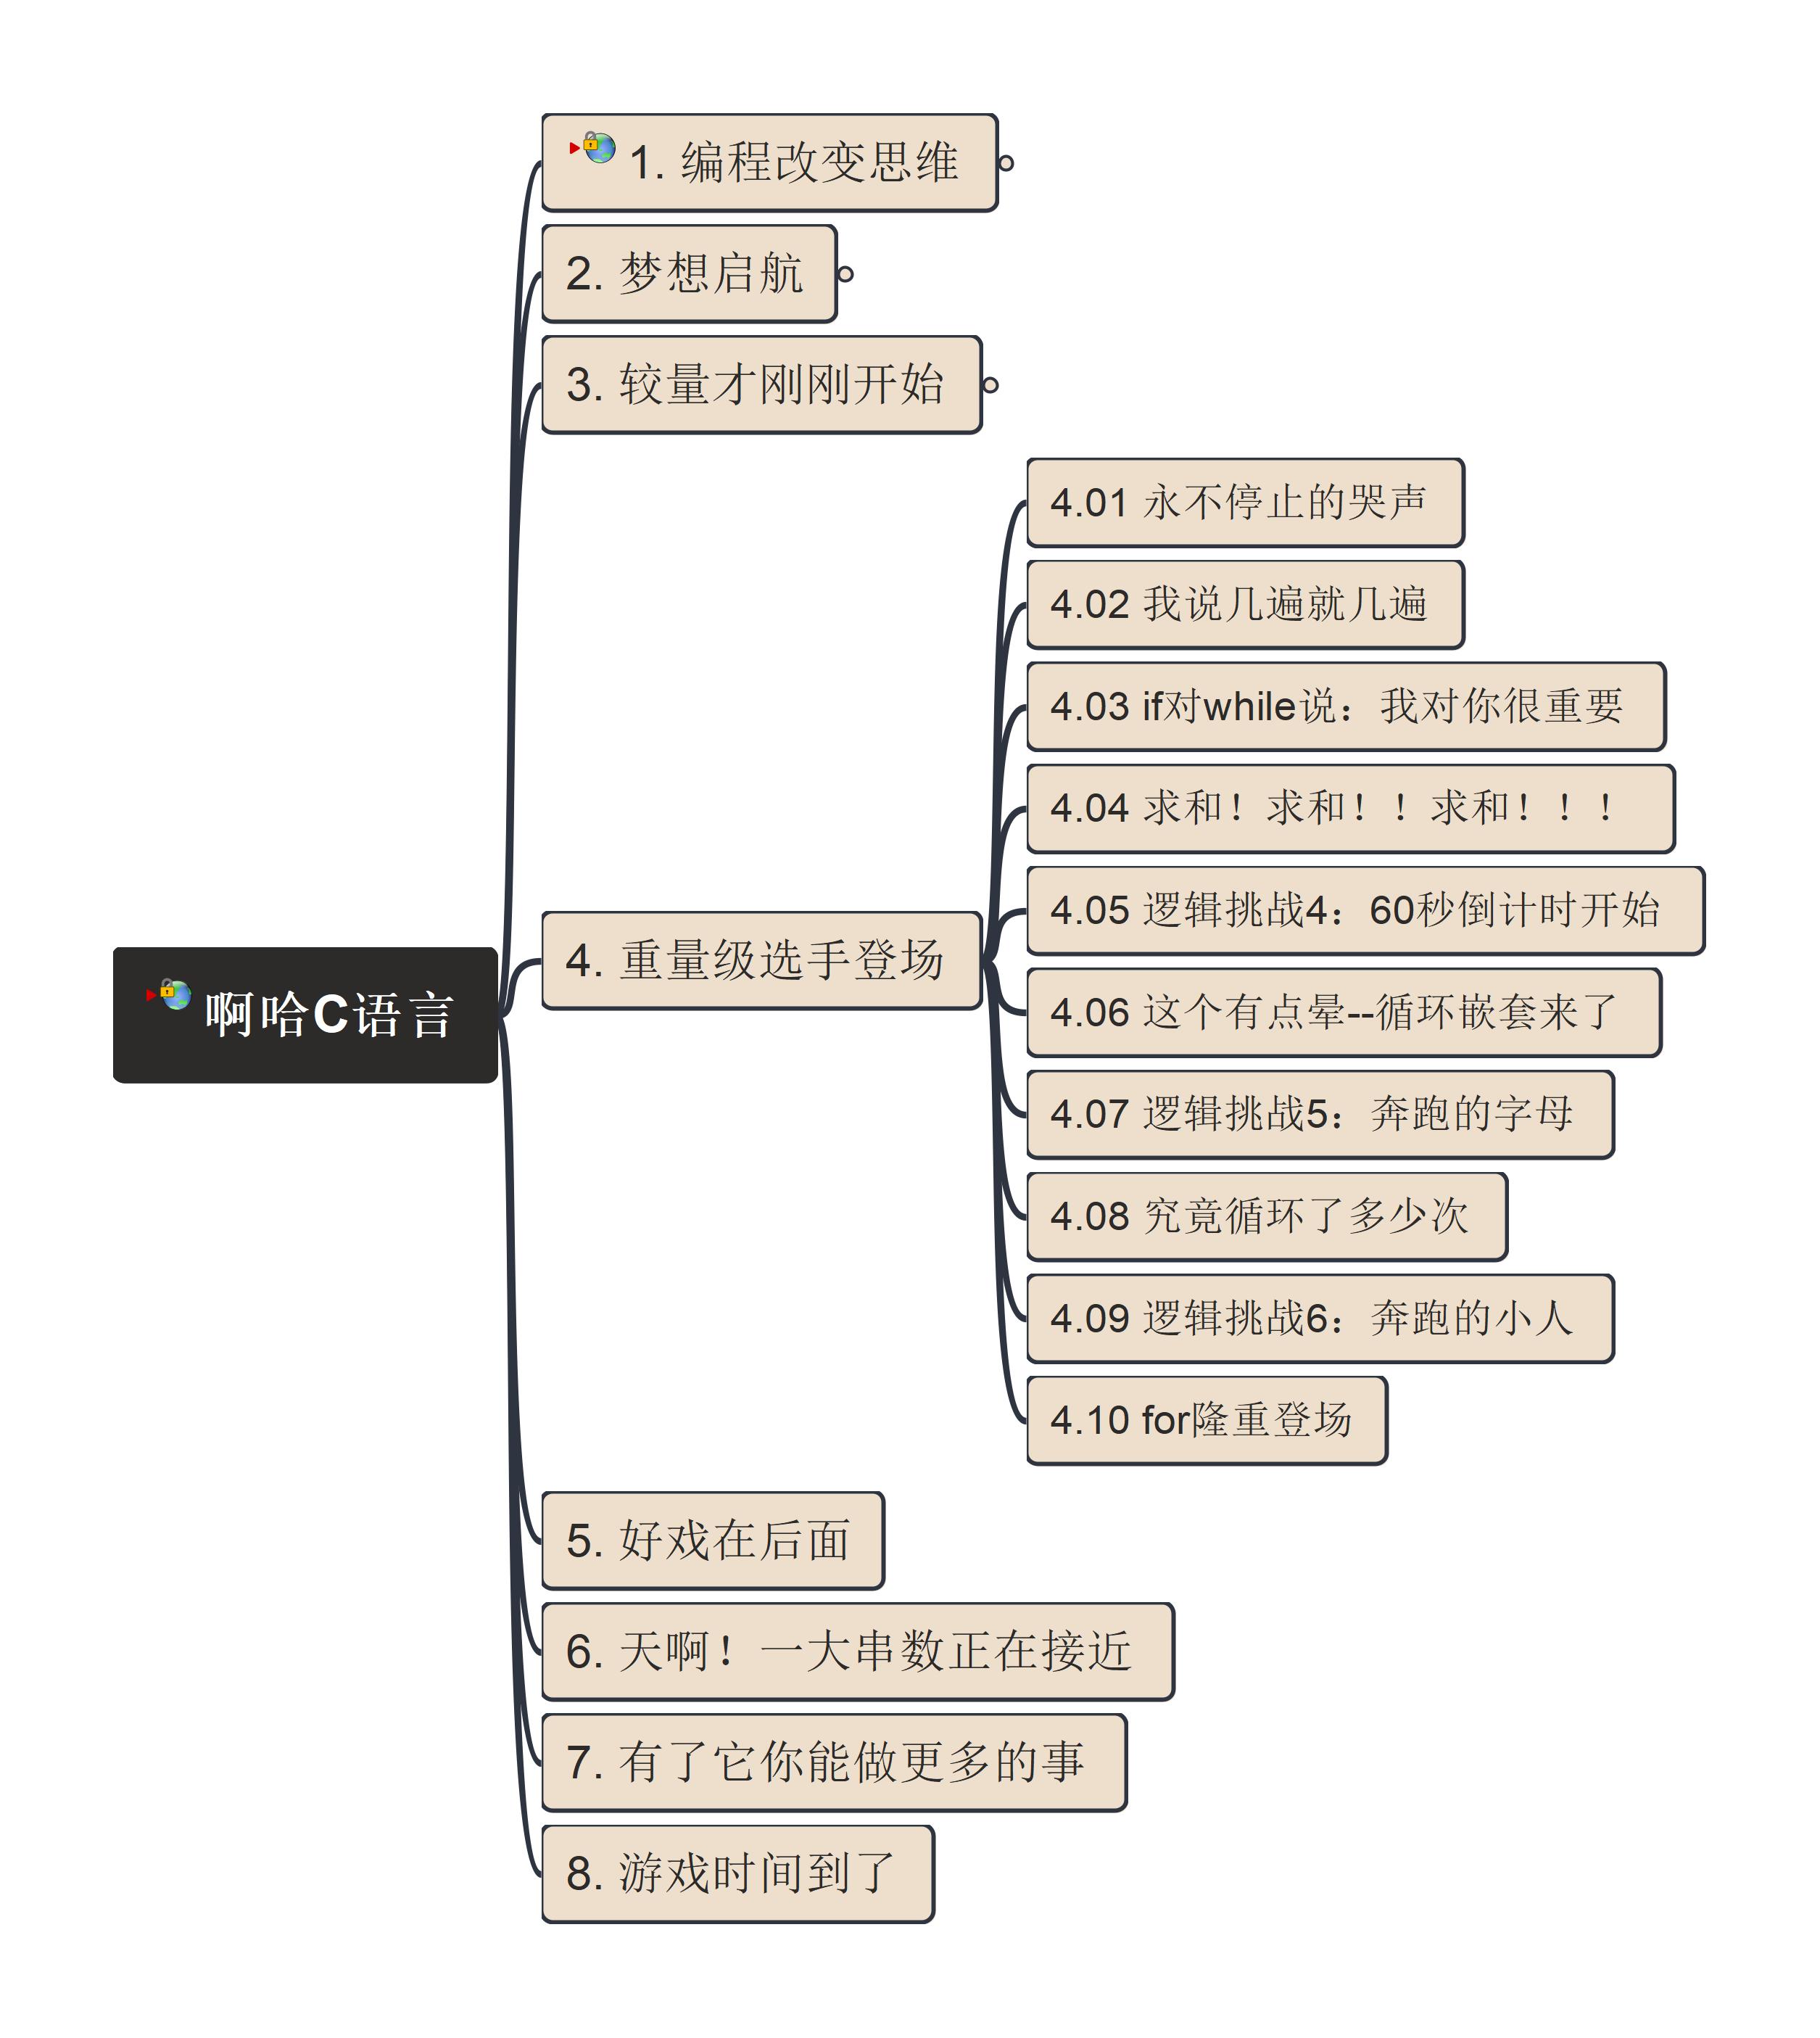 啊哈C语言
1. 编程改变思维
2. 梦想启航
3. 较量才刚刚开始
4. 重量级选手登场
4.01 永不停止的哭声
4.02 我说几遍就几遍
4.03 if对while说：我对你很重要
4.04 求和！求和！！求和！！！
4.05 逻辑挑战4：60秒倒计时开始
4.06 这个有点晕--循环嵌套来了
4.07 逻辑挑战5：奔跑的字母
4.08 究竟循环了多少次
4.09 逻辑挑战6：奔跑的小人
4.10 for隆重登场
5. 好戏在后面
6. 天啊！一大串数正在接近
7. 有了它你能做更多的事
8. 游戏时间到了